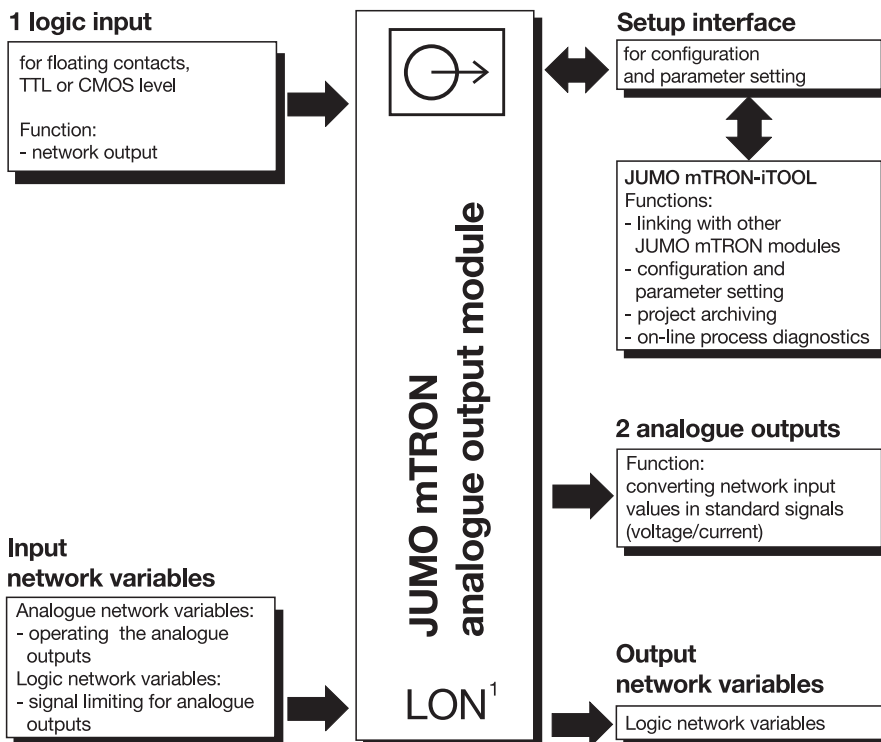 1 logic input
for floating contacts,
TTL or CMOS level
Function:
- network output
Input
network variables
Analogue network variables:
- operating the analogue
outputs
Logic network variables:
- signal limiting for analogue
outputs
JUMO mTRON
analogue output module
LON¹
Setup interface
for configuration
and parameter setting
JUMO mTRON-iTOOL
Functions:
- linking with other
JUMO mTRON modules
- configuration and
parameter setting
- project archiving
- on-line process diagnostics
2 analogue outputs
Function:
converting network input
values in standard signals
(voltage/current)
Output
network variables
Logic network variables